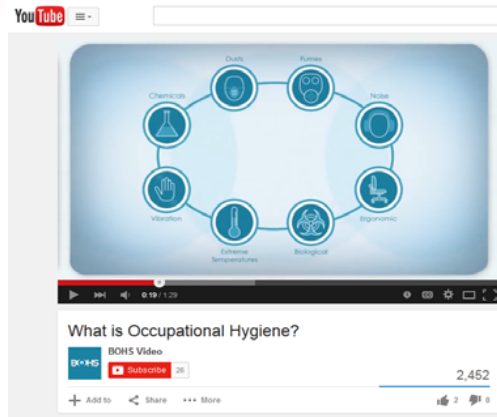 YouTube
Dusts
Fumes
Chemicals
Noise
Vibration
Ergonomic
Extreme
Temperatures
Biological
0:19 / 1:29
What is Occupational Hygiene?
BOHS
BOHS Video
Subscribe 26
2,452
Add to Share More
2 0